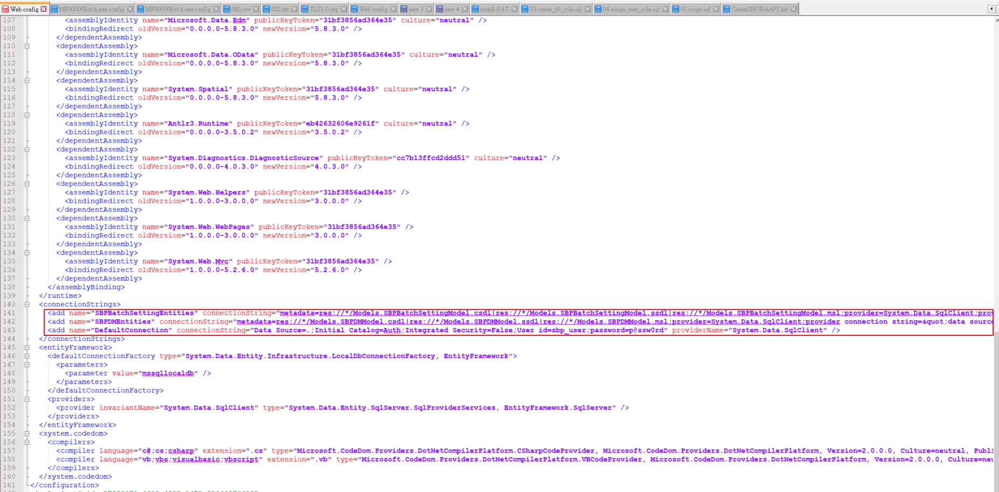 Web.config MF00006Batch.exe.config MF00006Batch.exe.config 002.csv 002.txt TLS1.0.reg Web.config new 3 new 4 install.BAT 03.create_db_role.sql 04.assign_user_role.sql 01.script.sql CreateSBPWebAPI.bat
107 <assemblyIdentity name="Microsoft.Data.Edm" publicKeyToken="31bf3856ad364e35" culture="neutral" />
108 <bindingRedirect oldVersion="0.0.0.0-5.8.3.0" newVersion="5.8.3.0" />
109 </dependentAssembly>
110 <dependentAssembly>
111 <assemblyIdentity name="Microsoft.Data.OData" publicKeyToken="31bf3856ad364e35" culture="neutral" />
112 <bindingRedirect oldVersion="0.0.0.0-5.8.3.0" newVersion="5.8.3.0" />
113 </dependentAssembly>
114 <dependentAssembly>
115 <assemblyIdentity name="System.Spatial" publicKeyToken="31bf3856ad364e35" culture="neutral" />
116 <bindingRedirect oldVersion="0.0.0.0-5.8.3.0" newVersion="5.8.3.0" />
117 </dependentAssembly>
118 <dependentAssembly>
119 <assemblyIdentity name="Antlr3.Runtime" publicKeyToken="eb42632606e9261f" culture="neutral" />
120 <bindingRedirect oldVersion="0.0.0.0-3.5.0.2" newVersion="3.5.0.2" />
121 </dependentAssembly>
122 <dependentAssembly>
123 <assemblyIdentity name="System.Diagnostics.DiagnosticSource" publicKeyToken="cc7b13ffcd2ddd51" culture="neutral" />
124 <bindingRedirect oldVersion="0.0.0.0-4.0.3.0" newVersion="4.0.3.0" />
125 </dependentAssembly>
126 <dependentAssembly>
127 <assemblyIdentity name="System.Web.Helpers" publicKeyToken="31bf3856ad364e35" />
128 <bindingRedirect oldVersion="1.0.0.0-3.0.0.0" newVersion="3.0.0.0" />
129 </dependentAssembly>
130 <dependentAssembly>
131 <assemblyIdentity name="System.Web.WebPages" publicKeyToken="31bf3856ad364e35" />
132 <bindingRedirect oldVersion="1.0.0.0-3.0.0.0" newVersion="3.0.0.0" />
133 </dependentAssembly>
134 <dependentAssembly>
135 <assemblyIdentity name="System.Web.Mvc" publicKeyToken="31bf3856ad364e35" />
136 <bindingRedirect oldVersion="1.0.0.0-5.2.6.0" newVersion="5.2.6.0" />
137 </dependentAssembly>
138 </assemblyBinding>
139 </runtime>
140 <connectionStrings>
141 <add name="SBPBatchSettingEntities" connectionString="metadata=res://*/Models.SBPBatchSettingModel.csdl|res://*/Models.SBPBatchSettingModel.ssdl|res://*/Models.SBPBatchSettingModel.msl;provider=System.Data.SqlClient;prov
142 <add name="SBPDMEntities" connectionString="metadata=res://*/Models.SBPDMModel.csdl|res://*/Models.SBPDMModel.ssdl|res://*/Models.SBPDMModel.msl;provider=System.Data.SqlClient;provider connection string=&quot;data source
143 <add name="DefaultConnection" connectionString="Data Source=.;Initial Catalog=Auth;Integrated Security=False;User id=sbp_user;password=p@ssw0rd" providerName="System.Data.SqlClient" />
144 </connectionStrings>
145 <entityFramework>
146 <defaultConnectionFactory type="System.Data.Entity.Infrastructure.LocalDbConnectionFactory, EntityFramework">
147 <parameters>
148 <parameter value="mssqllocaldb" />
149 </parameters>
150 </defaultConnectionFactory>
151 <providers>
152 <provider invariantName="System.Data.SqlClient" type="System.Data.Entity.SqlServer.SqlProviderServices, EntityFramework.SqlServer" />
153 </providers>
154 </entityFramework>
155 <system.codedom>
156 <compilers>
157 <compiler language="c#;cs;csharp" extension=".cs" type="Microsoft.CodeDom.Providers.DotNetCompilerPlatform.CSharpCodeProvider, Microsoft.CodeDom.Providers.DotNetCompilerPlatform, Version=2.0.0.0, Culture=neutral, Publi
158 <compiler language="vb;vbs;visualbasic;vbscript" extension=".vb" type="Microsoft.CodeDom.Providers.DotNetCompilerPlatform.VBCodeProvider, Microsoft.CodeDom.Providers.DotNetCompilerPlatform, Version=2.0.0.0, Culture=neu
159 </compilers>
160 </system.codedom>
161 </configuration>